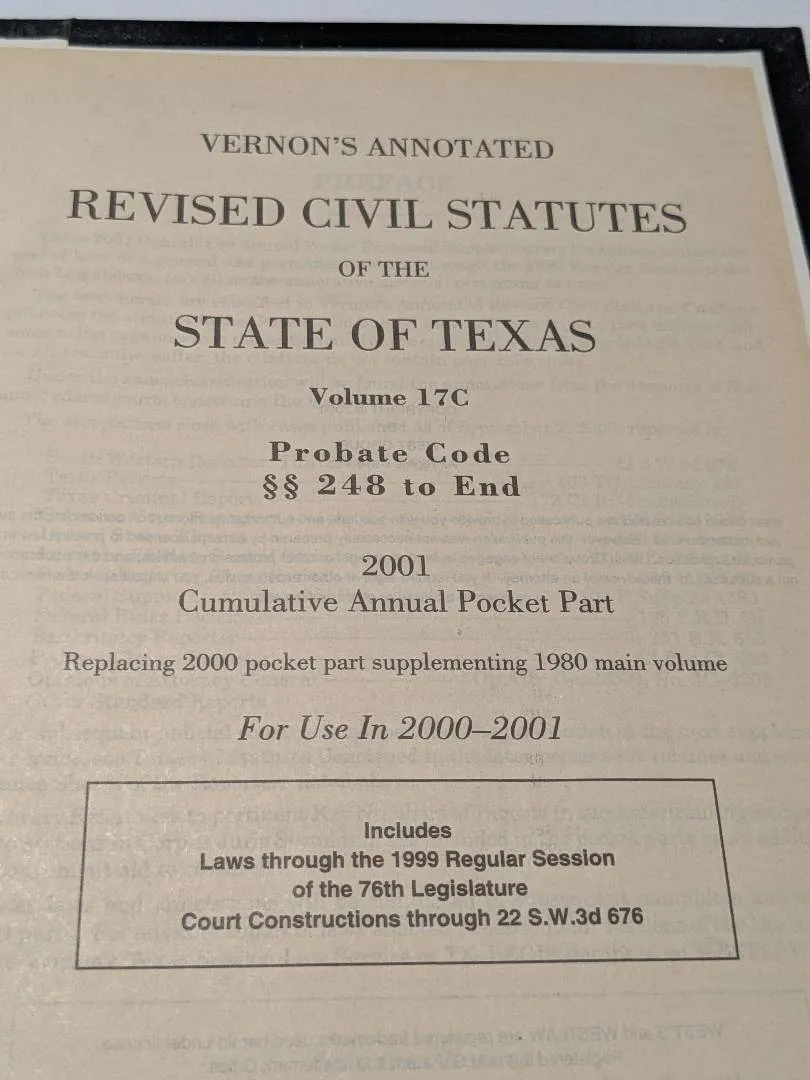 VERNON'S ANNOTATED
REVISED CIVIL STATUTES
OF THE
STATE OF TEXAS
Volume 17C
Probate Code
§§ 248 to End
2001
Cumulative Annual Pocket Part
Replacing 2000 pocket part supplementing 1980 main volume
For Use In 2000–2001
Includes
Laws through the 1999 Regular Session
of the 76th Legislature
Court Constructions through 22 S.W.3d 676